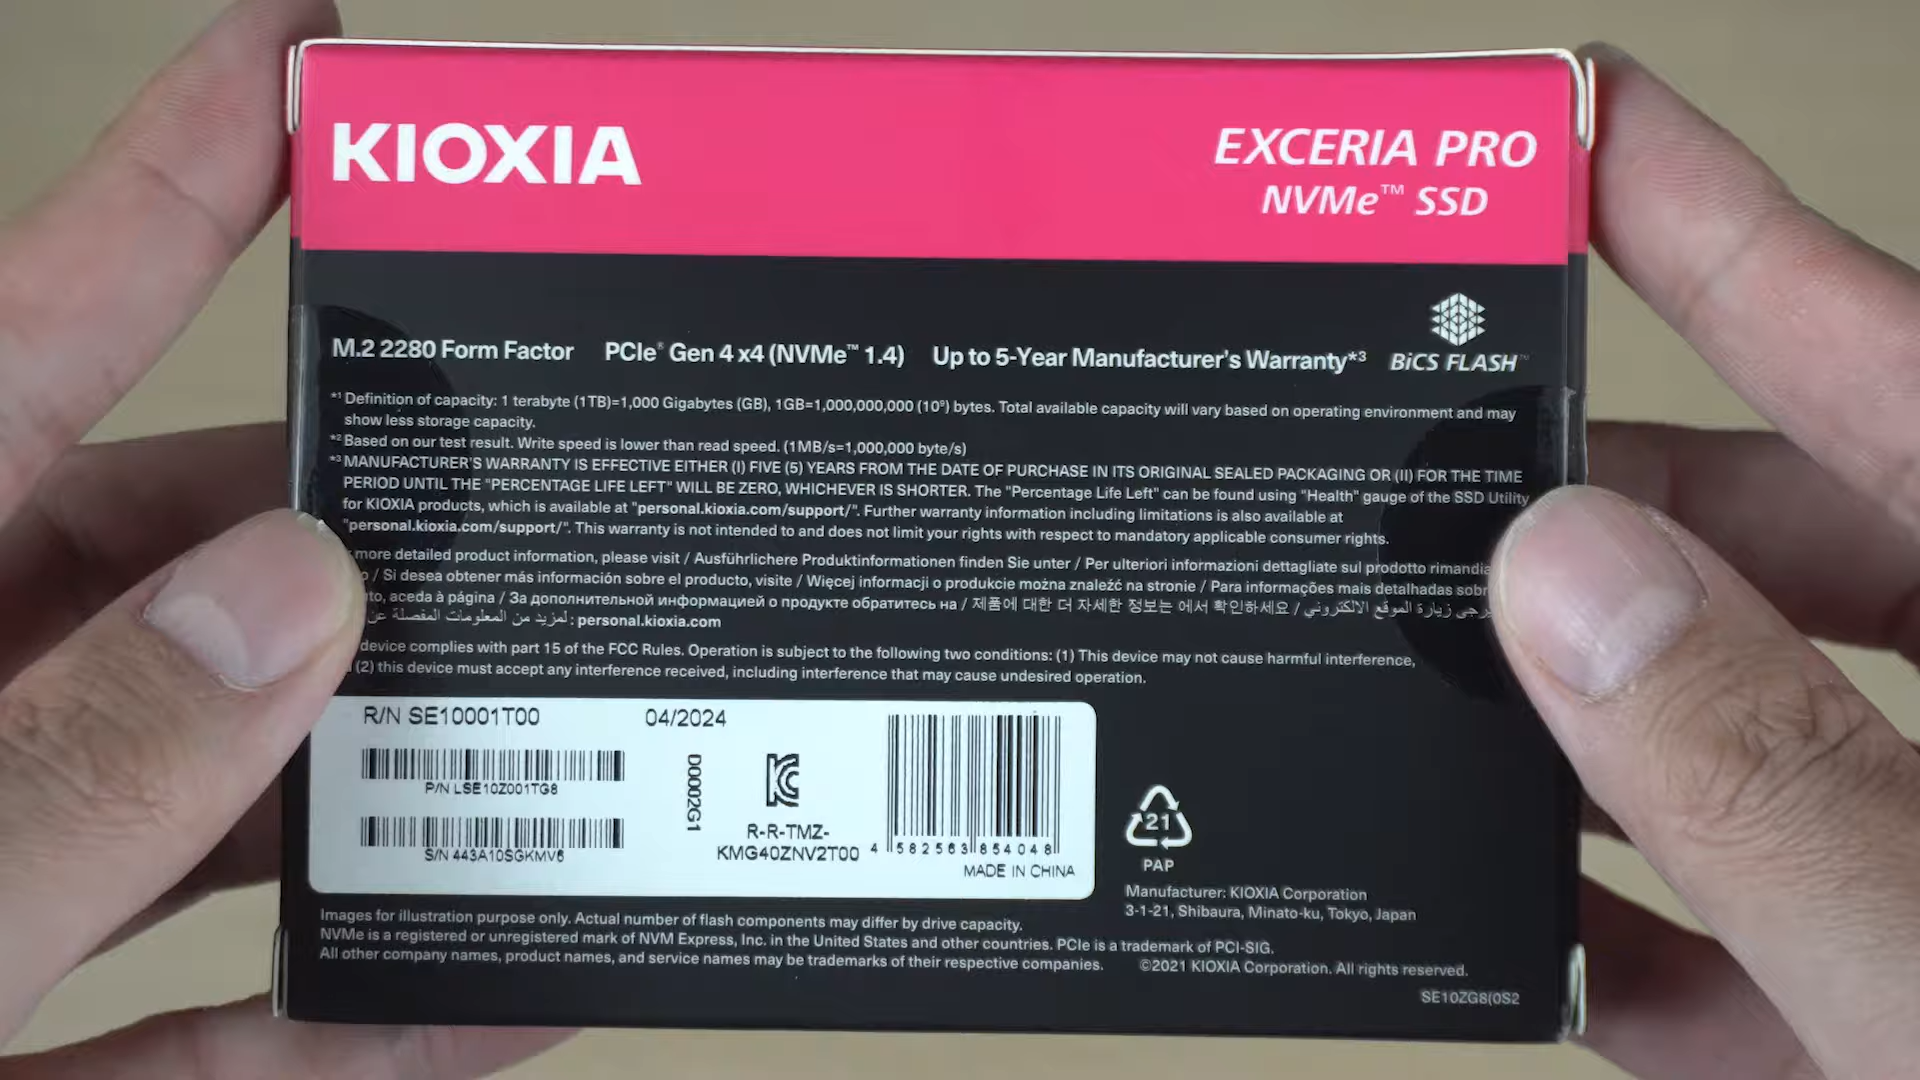 KIOXIA
EXCERIA PRO
NVMe™ SSD
M.2 2280 Form Factor PCIe® Gen 4 x4 (NVMe™ 1.4) Up to 5-Year Manufacturer's Warranty*3
BiCS FLASH™
*1 Definition of capacity: 1 terabyte (1TB)=1,000 Gigabytes (GB), 1GB=1,000,000,000 (10⁹) bytes. Total available capacity will vary based on operating environment and may
show less storage capacity.
*2 Based on our test result. Write speed is lower than read speed. (1MB/s=1,000,000 byte/s)
*3 MANUFACTURER'S WARRANTY IS EFFECTIVE EITHER (I) FIVE (5) YEARS FROM THE DATE OF PURCHASE IN ITS ORIGINAL SEALED PACKAGING OR (II) FOR THE TIME
PERIOD UNTIL THE "PERCENTAGE LIFE LEFT" WILL BE ZERO, WHICHEVER IS SHORTER. The "Percentage Life Left" can be found using "Health" gauge of the SSD Utility
for KIOXIA products, which is available at "personal.kioxia.com/support/". Further warranty information including limitations is also available at
"personal.kioxia.com/support/". This warranty is not intended to and does not limit your rights with respect to mandatory applicable consumer rights.
more detailed product information, please visit / Ausführlichere Produktinformationen finden Sie unter / Per ulteriori informazioni dettagliate sul prodotto rimandia
/ Si desea obtener más información sobre el producto, visite / Więcej informacji o produkcie można znaleźć na stronie / Para informações mais detalhadas sobr
aceda à página / За дополнительной информацией о продукте обратитесь на / 제품에 대한 더 자세한 정보는 에서 확인하세요 / يرجى زيارة الموقع الالكتروني
لمزيد من المعلومات المفصلة عن : personal.kioxia.com
device complies with part 15 of the FCC Rules. Operation is subject to the following two conditions: (1) This device may not cause harmful interference,
(2) this device must accept any interference received, including interference that may cause undesired operation.
R/N SE10001T00 04/2024
P/N LSE10Z001TG8
S/N 443A10SGKMV6
D0002G1
R-R-TMZ-
KMG40ZNV2T00
4 582563 854048
MADE IN CHINA
21
PAP
Manufacturer: KIOXIA Corporation
3-1-21, Shibaura, Minato-ku, Tokyo, Japan
Images for illustration purpose only. Actual number of flash components may differ by drive capacity.
NVMe is a registered or unregistered mark of NVM Express, Inc. in the United States and other countries. PCIe is a trademark of PCI-SIG.
All other company names, product names, and service names may be trademarks of their respective companies. ©2021 KIOXIA Corporation. All rights reserved.
SE10ZG8(0S2